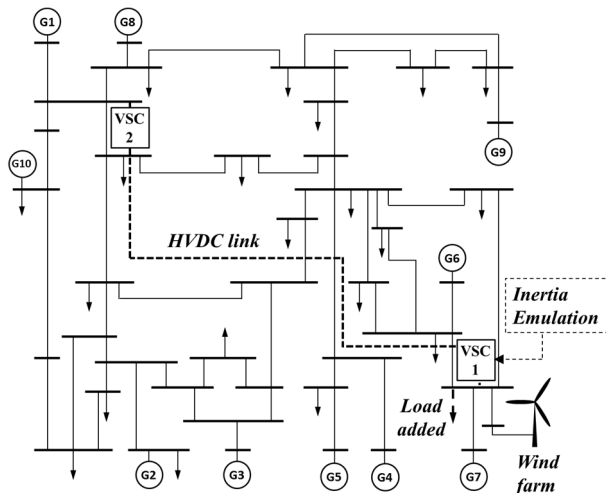 G1
G8
VSC
2
G9
G10
HVDC link
G6
Inertia
Emulation
VSC
1
Load
added
G2
G3
G5
G4
G7
Wind
farm